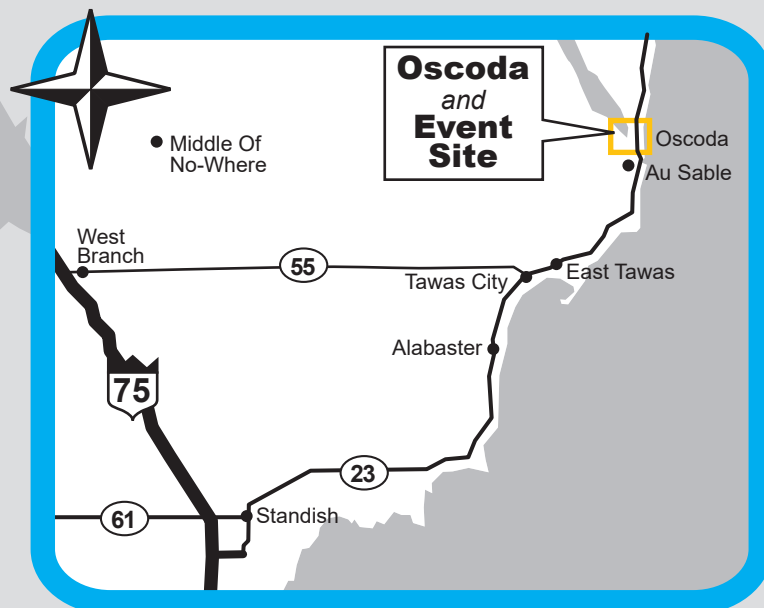 Oscoda
and
Event
Site
Middle Of
No-Where
Oscoda
Au Sable
West
Branch
55
Tawas City
East Tawas
Alabaster
75
23
61
Standish